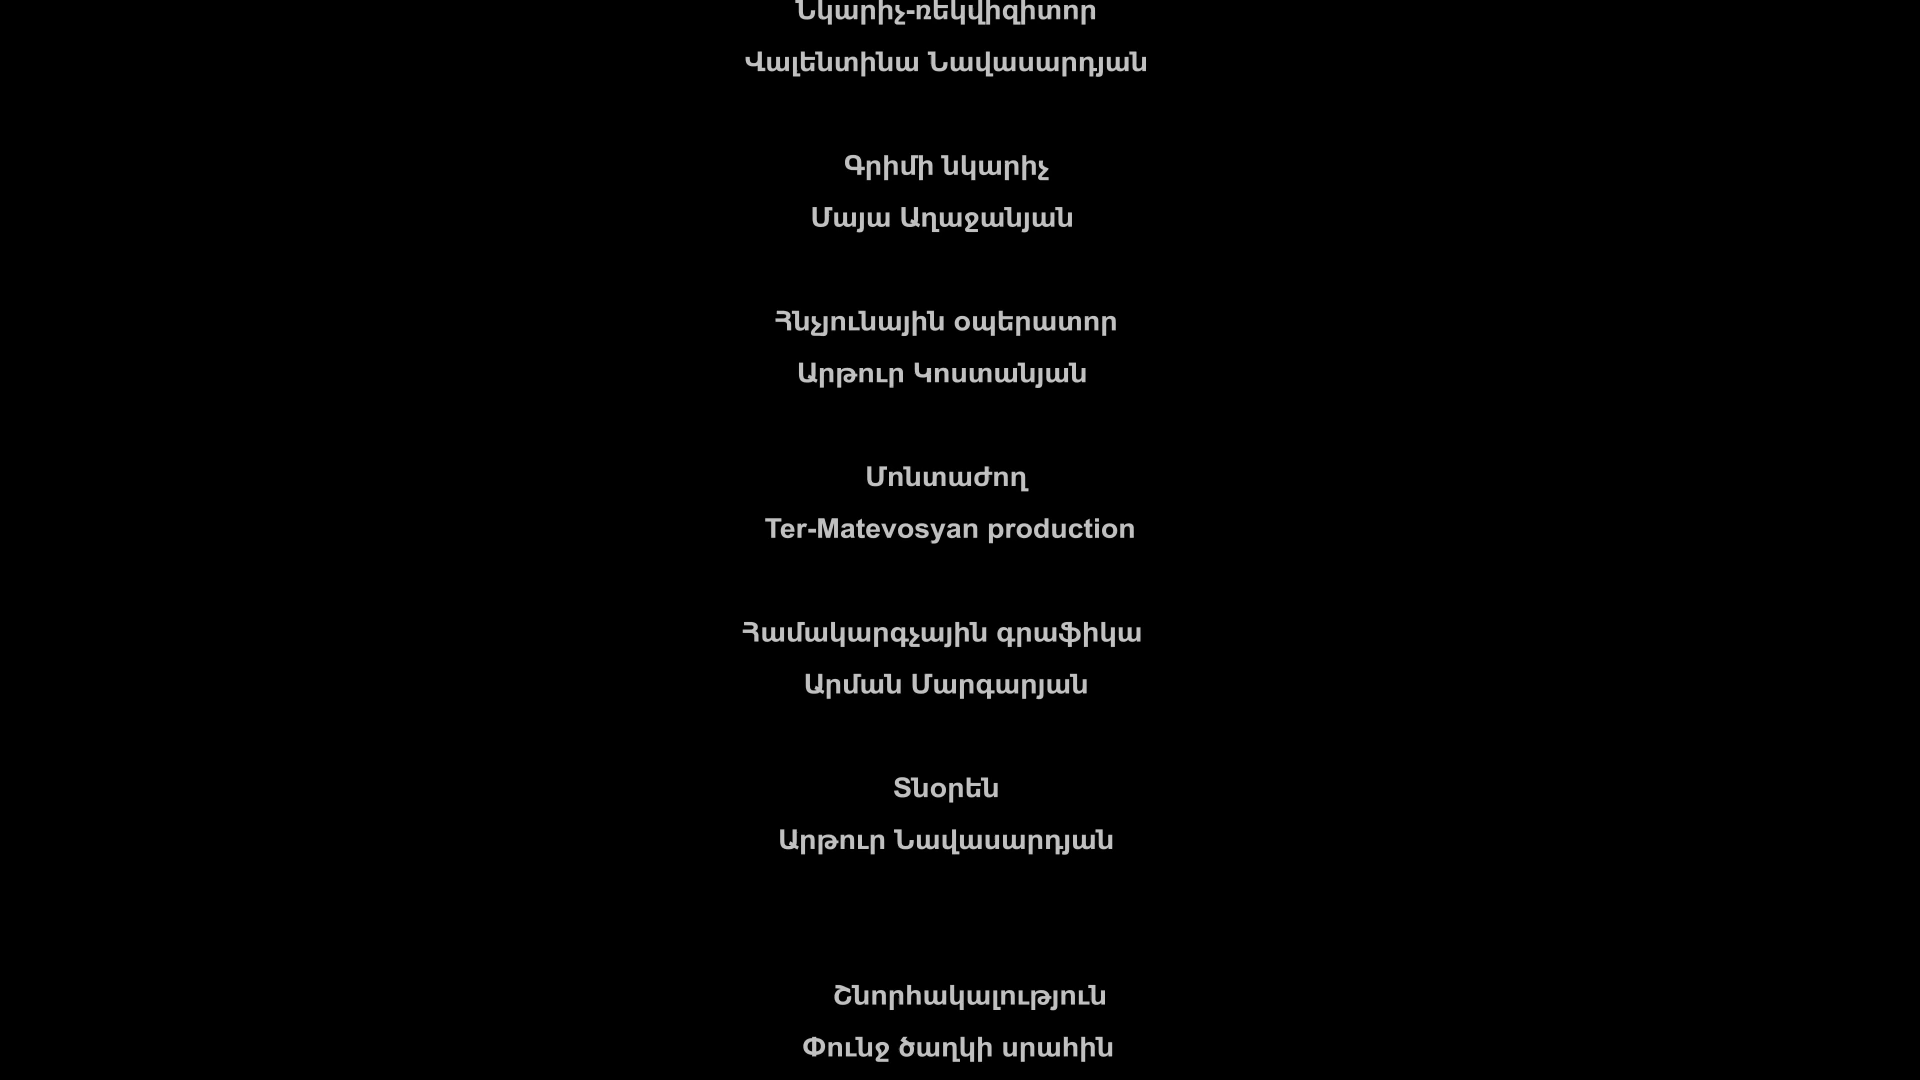 Նկարիչ-ռեկվիզիտոր
Վալենտինա Նավասարդյան
Գրիմի նկարիչ
Մայա Աղաջանյան
Հնչյունային օպերատոր
Արթուր Կոստանյան
Մոնտաժող
Ter-Matevosyan production
Համակարգչային գրաֆիկա
Արման Մարգարյան
Տնօրեն
Արթուր Նավասարդյան
Շնորհակալություն
Փունջ ծաղկի սրահին